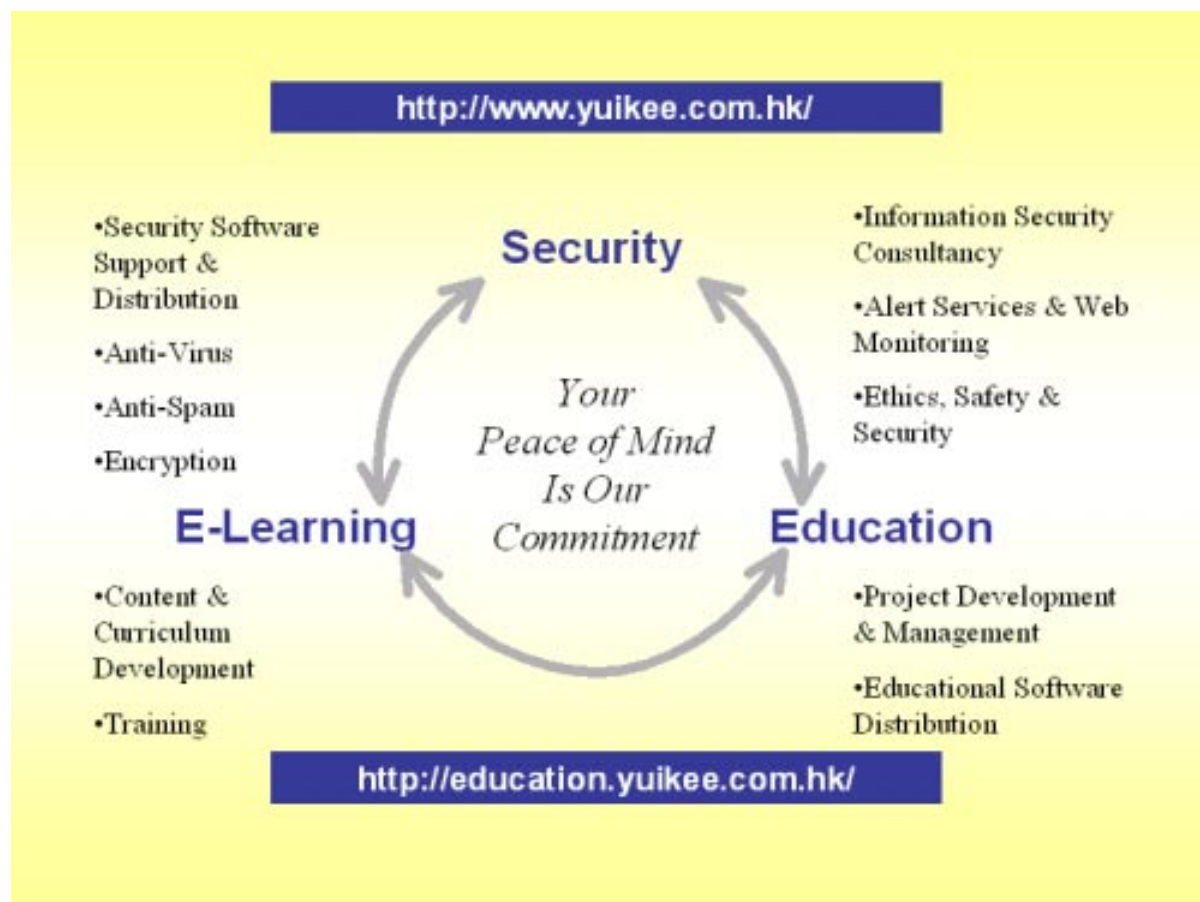 http://www.yuikee.com.hk/
•Security Software
Support &
Distribution
•Anti-Virus
•Anti-Spam
•Encryption
Security
•Information Security
Consultancy
•Alert Services & Web
Monitoring
•Ethics, Safety &
Security
Your
Peace of Mind
Is Our
Commitment
E-Learning
Education
•Content &
Curriculum
Development
•Training
•Project Development
& Management
•Educational Software
Distribution
http://education.yuikee.com.hk/